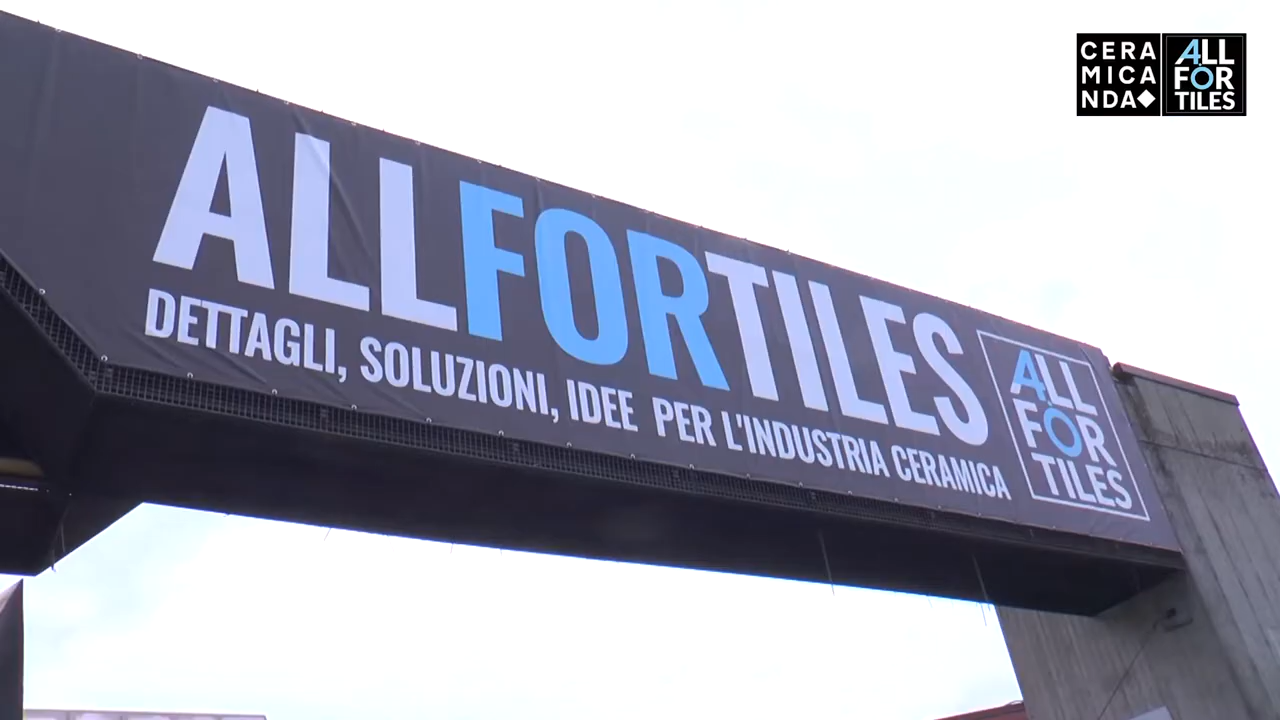 CERA
MICA
NDA
ALL
FOR
TILES
ALLFORTILES
DETTAGLI, SOLUZIONI, IDEE PER L'INDUSTRIA CERAMICA
ALL
FOR
TILES